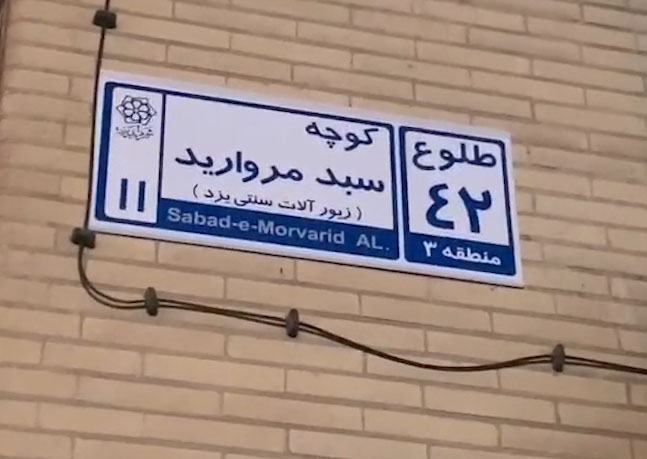 طلوع
۴۲
منطقه ۳
کوچه
سبد مروارید
( زیور آلات سنتی یزد )
Sabad-e-Morvarid AL.
۱۱